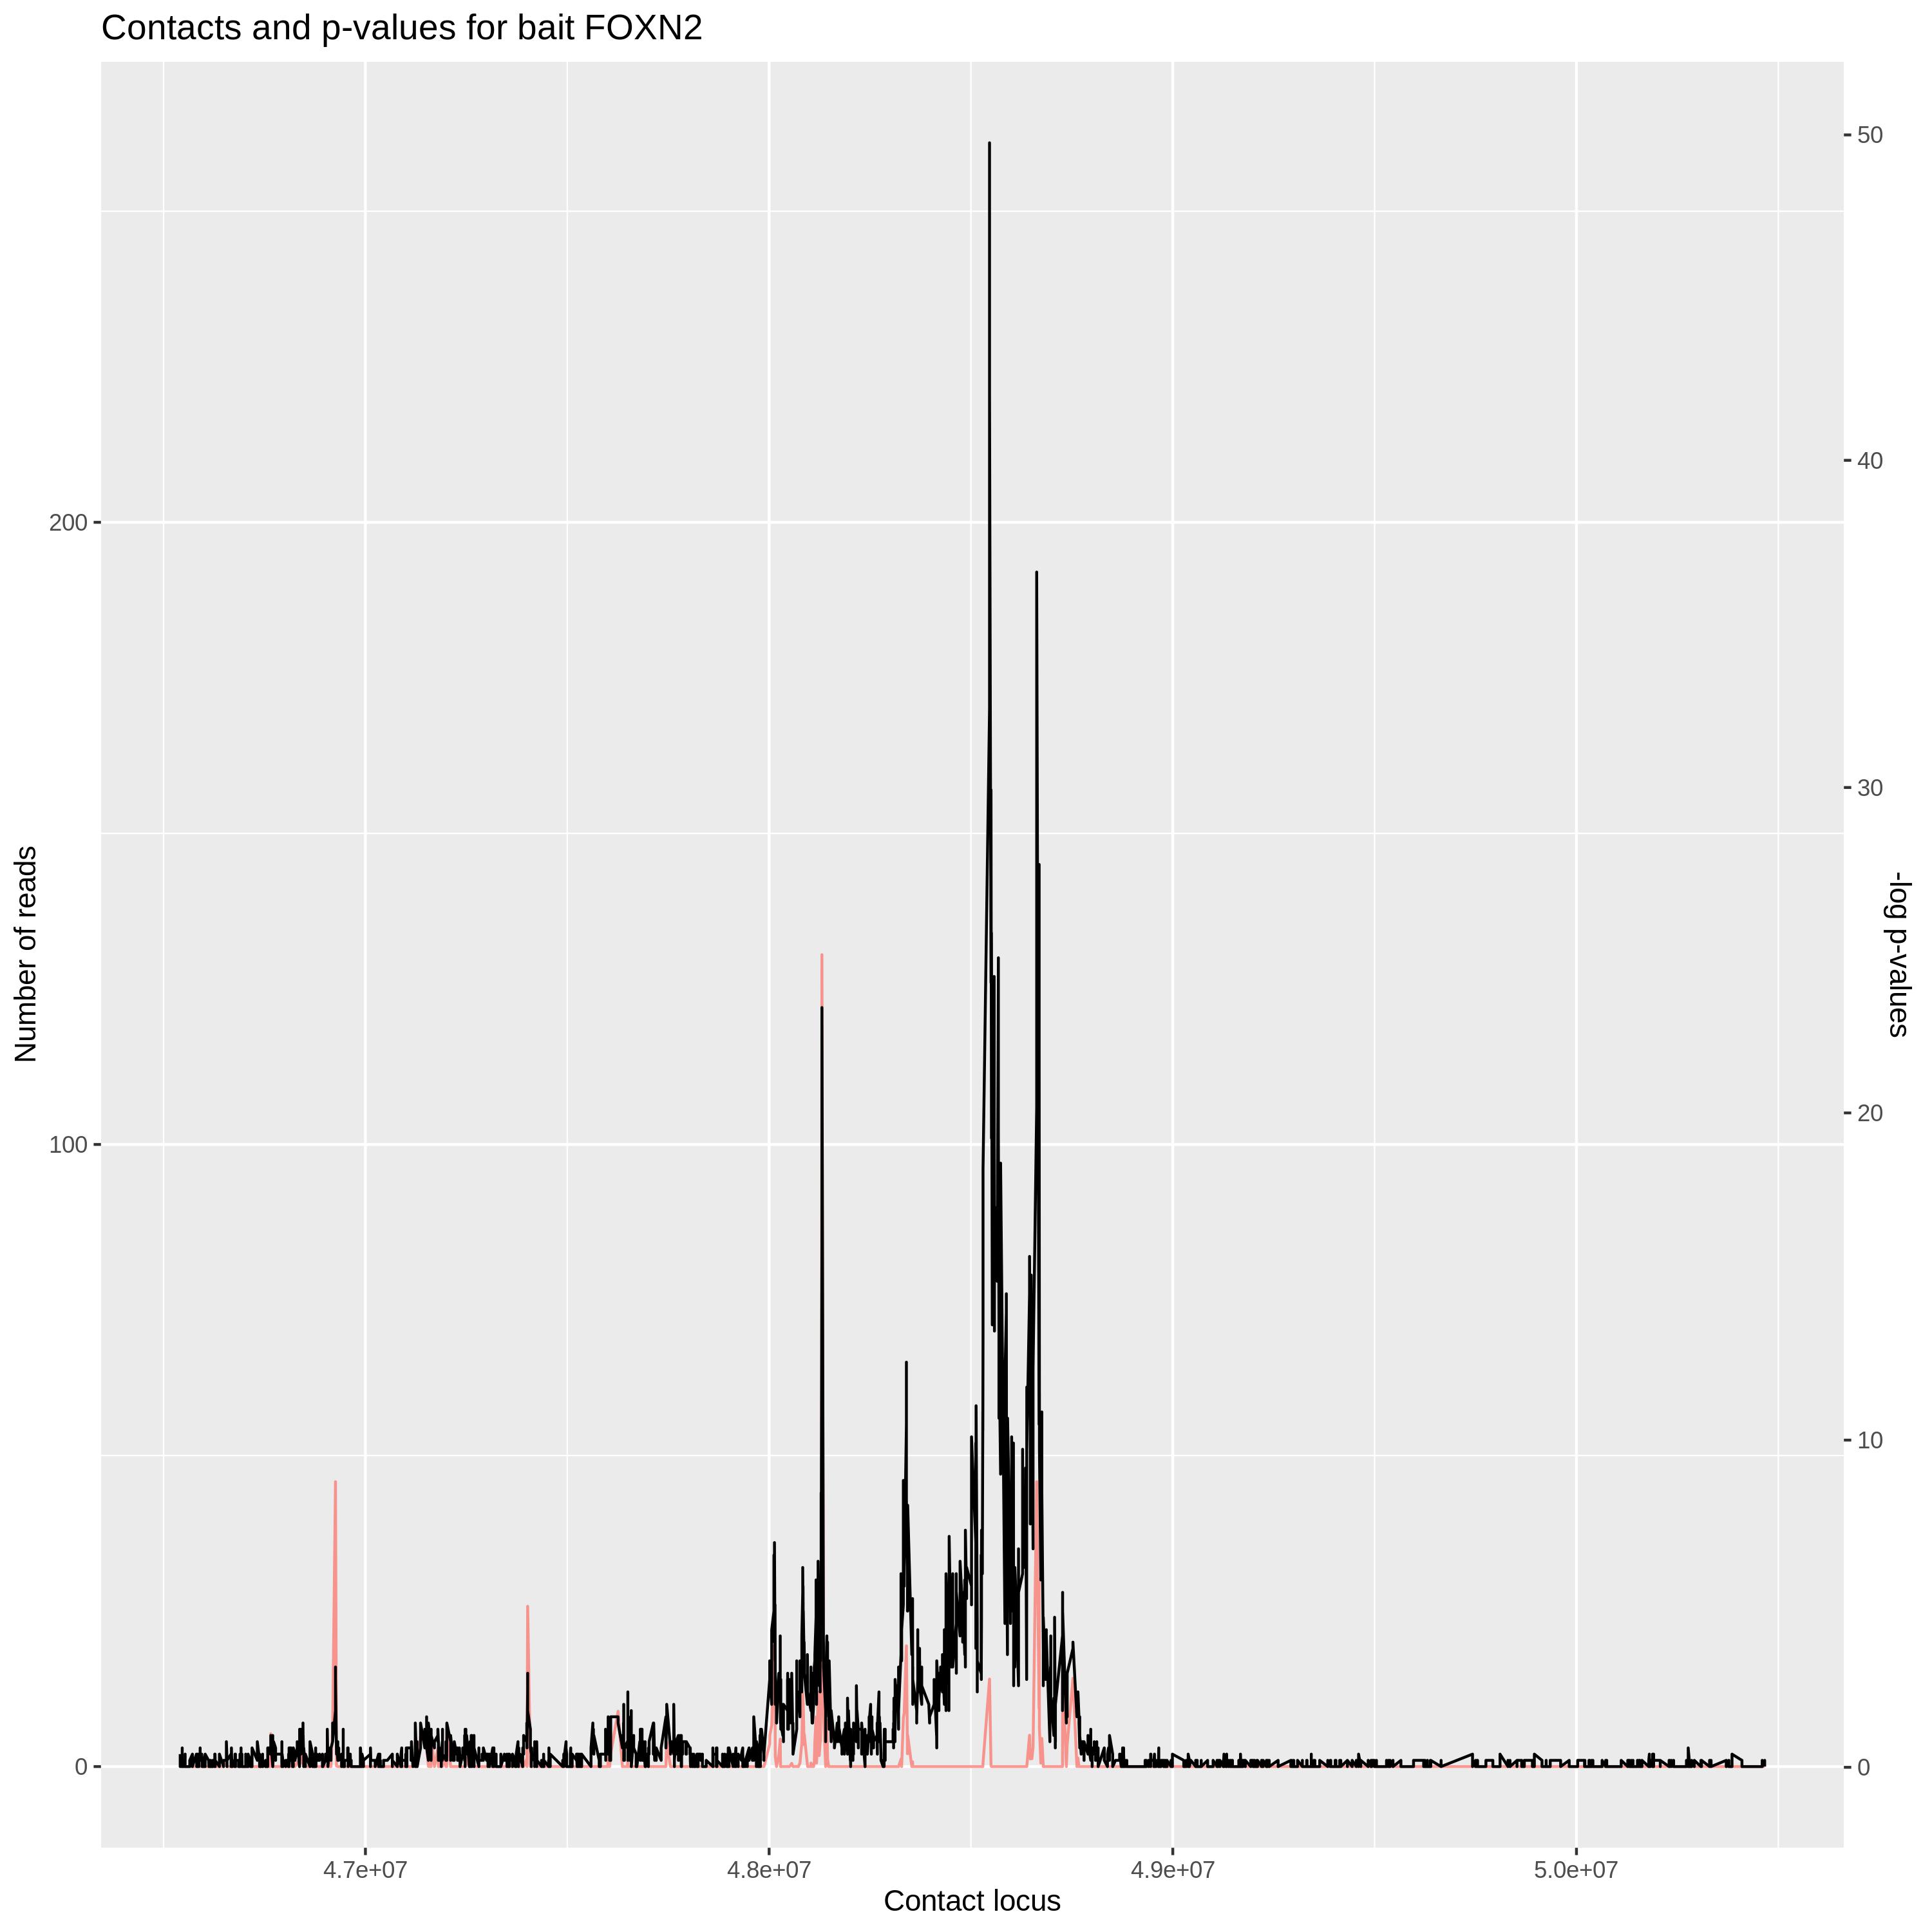 Contacts and p-values for bait FOXN2
50
40
200
30
Number of reads
-log p-values
20
100
10
0
0
4.7e+07 4.8e+07 4.9e+07 5.0e+07
Contact locus